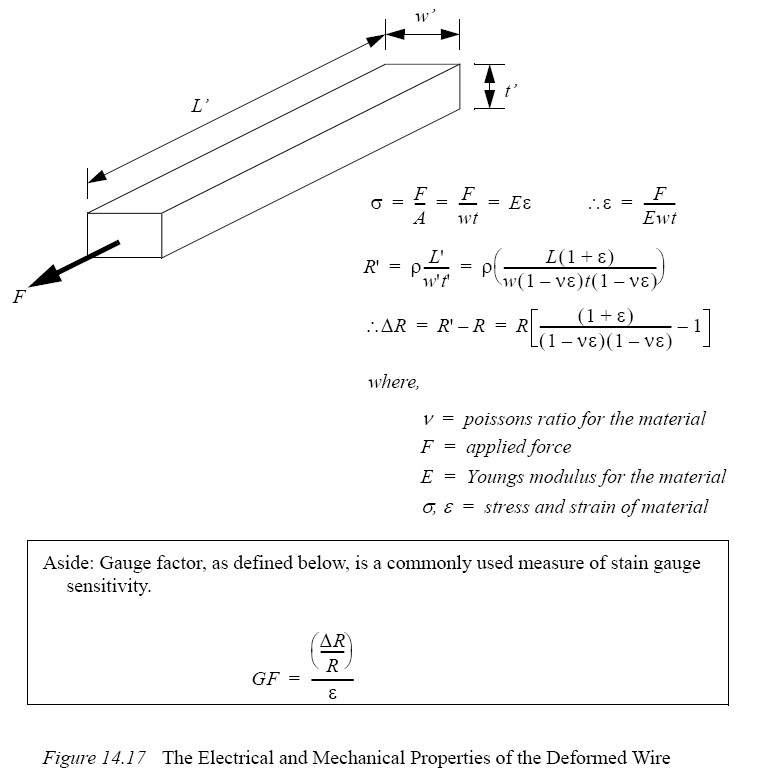 w’
L’
t’
F
σ = F/A = F/wt = Eε ∴ε = F/Ewt
R' = ρ L'/w't' = ρ( L(1 + ε) / w(1 – νε)t(1 – νε) )
∴ΔR = R' – R = R[ (1 + ε) / (1 – νε)(1 – νε) – 1 ]
where,
ν = poissons ratio for the material
F = applied force
E = Youngs modulus for the material
σ, ε = stress and strain of material
Aside: Gauge factor, as defined below, is a commonly used measure of stain gauge
sensitivity.
GF = (ΔR/R) / ε
Figure 14.17 The Electrical and Mechanical Properties of the Deformed Wire